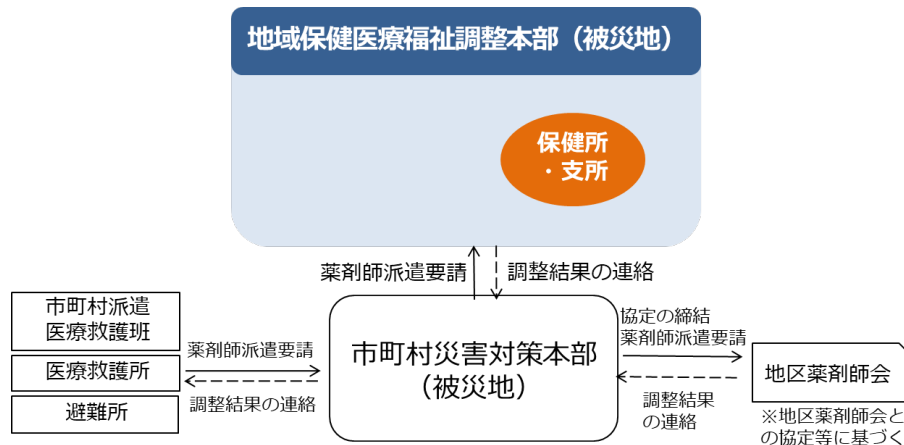 地域保健医療福祉調整本部（被災地）
保健所
・支所
薬剤師派遣要請
調整結果の連絡
市町村派遣
医療救護班
医療救護所
避難所
薬剤師派遣要請
調整結果の連絡
市町村災害対策本部
（被災地）
協定の締結
薬剤師派遣要請
調整結果
の連絡
地区薬剤師会
※地区薬剤師会と
の協定等に基づく